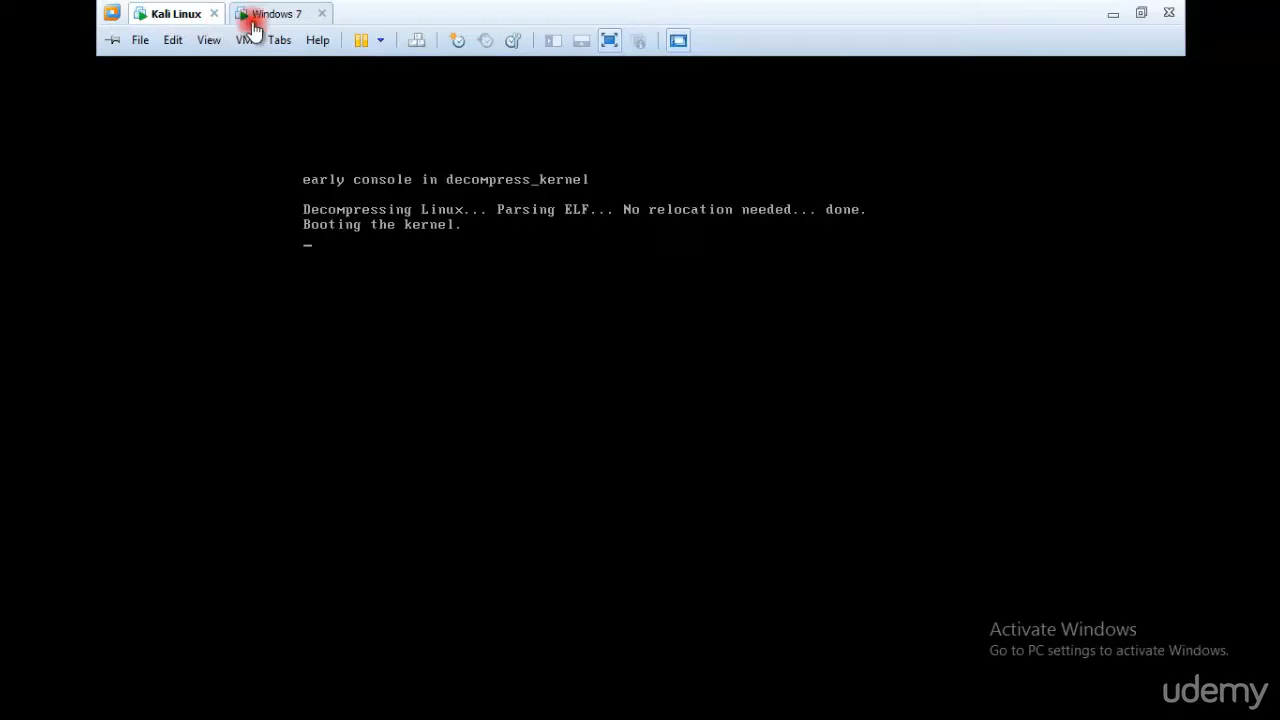 Kali Linux
Windows 7
File Edit View VM Tabs Help
early console in decompress_kernel
Decompressing Linux... Parsing ELF... No relocation needed... done.
Booting the kernel.
_
Activate Windows
Go to PC settings to activate Windows.
udemy